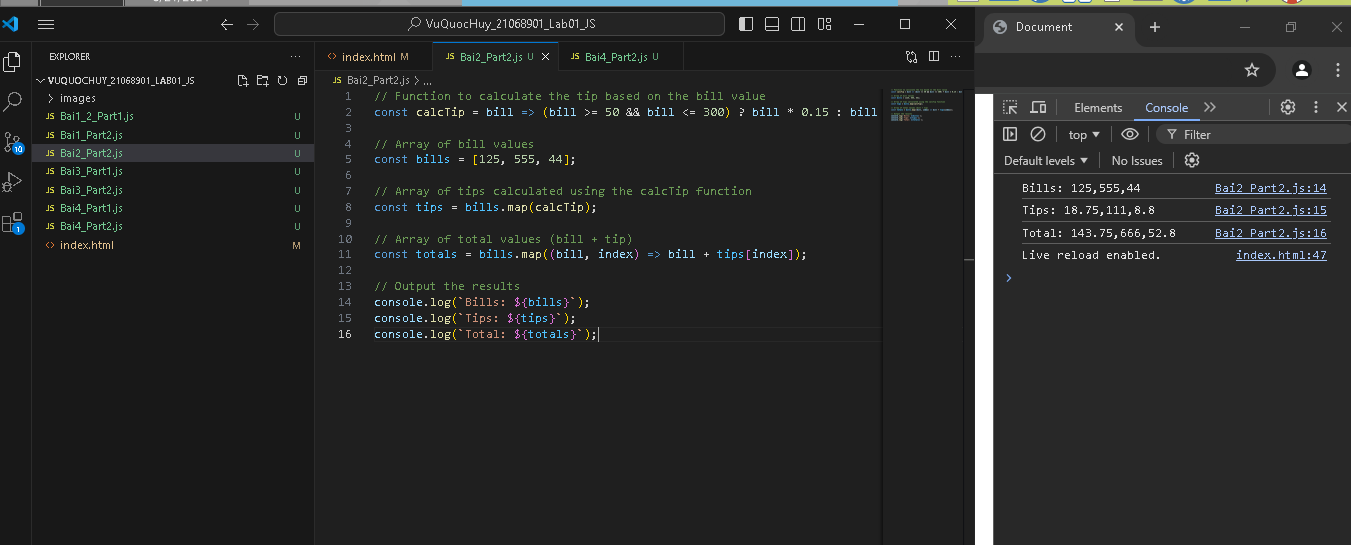 VuQuocHuy_21068901_Lab01_JS
EXPLORER
VUQUOCHUY_21068901_LAB01_JS
images
JS Bai1_2_Part1.js U
JS Bai1_Part2.js U
JS Bai2_Part2.js U
JS Bai3_Part1.js U
JS Bai3_Part2.js U
JS Bai4_Part1.js U
JS Bai4_Part2.js U
<> index.html M
10
1
<> index.html M
JS Bai2_Part2.js U
JS Bai4_Part2.js U
JS Bai2_Part2.js > ...
1 // Function to calculate the tip based on the bill value
2 const calcTip = bill => (bill >= 50 && bill <= 300) ? bill * 0.15 : bill
3
4 // Array of bill values
5 const bills = [125, 555, 44];
6
7 // Array of tips calculated using the calcTip function
8 const tips = bills.map(calcTip);
9
10 // Array of total values (bill + tip)
11 const totals = bills.map((bill, index) => bill + tips[index]);
12
13 // Output the results
14 console.log(`Bills: ${bills}`);
15 console.log(`Tips: ${tips}`);
16 console.log(`Total: ${totals}`);
Document
Elements Console
top Filter
Default levels No Issues
Bills: 125,555,44 Bai2_Part2.js:14
Tips: 18.75,111,8.8 Bai2_Part2.js:15
Total: 143.75,666,52.8 Bai2_Part2.js:16
Live reload enabled. index.html:47